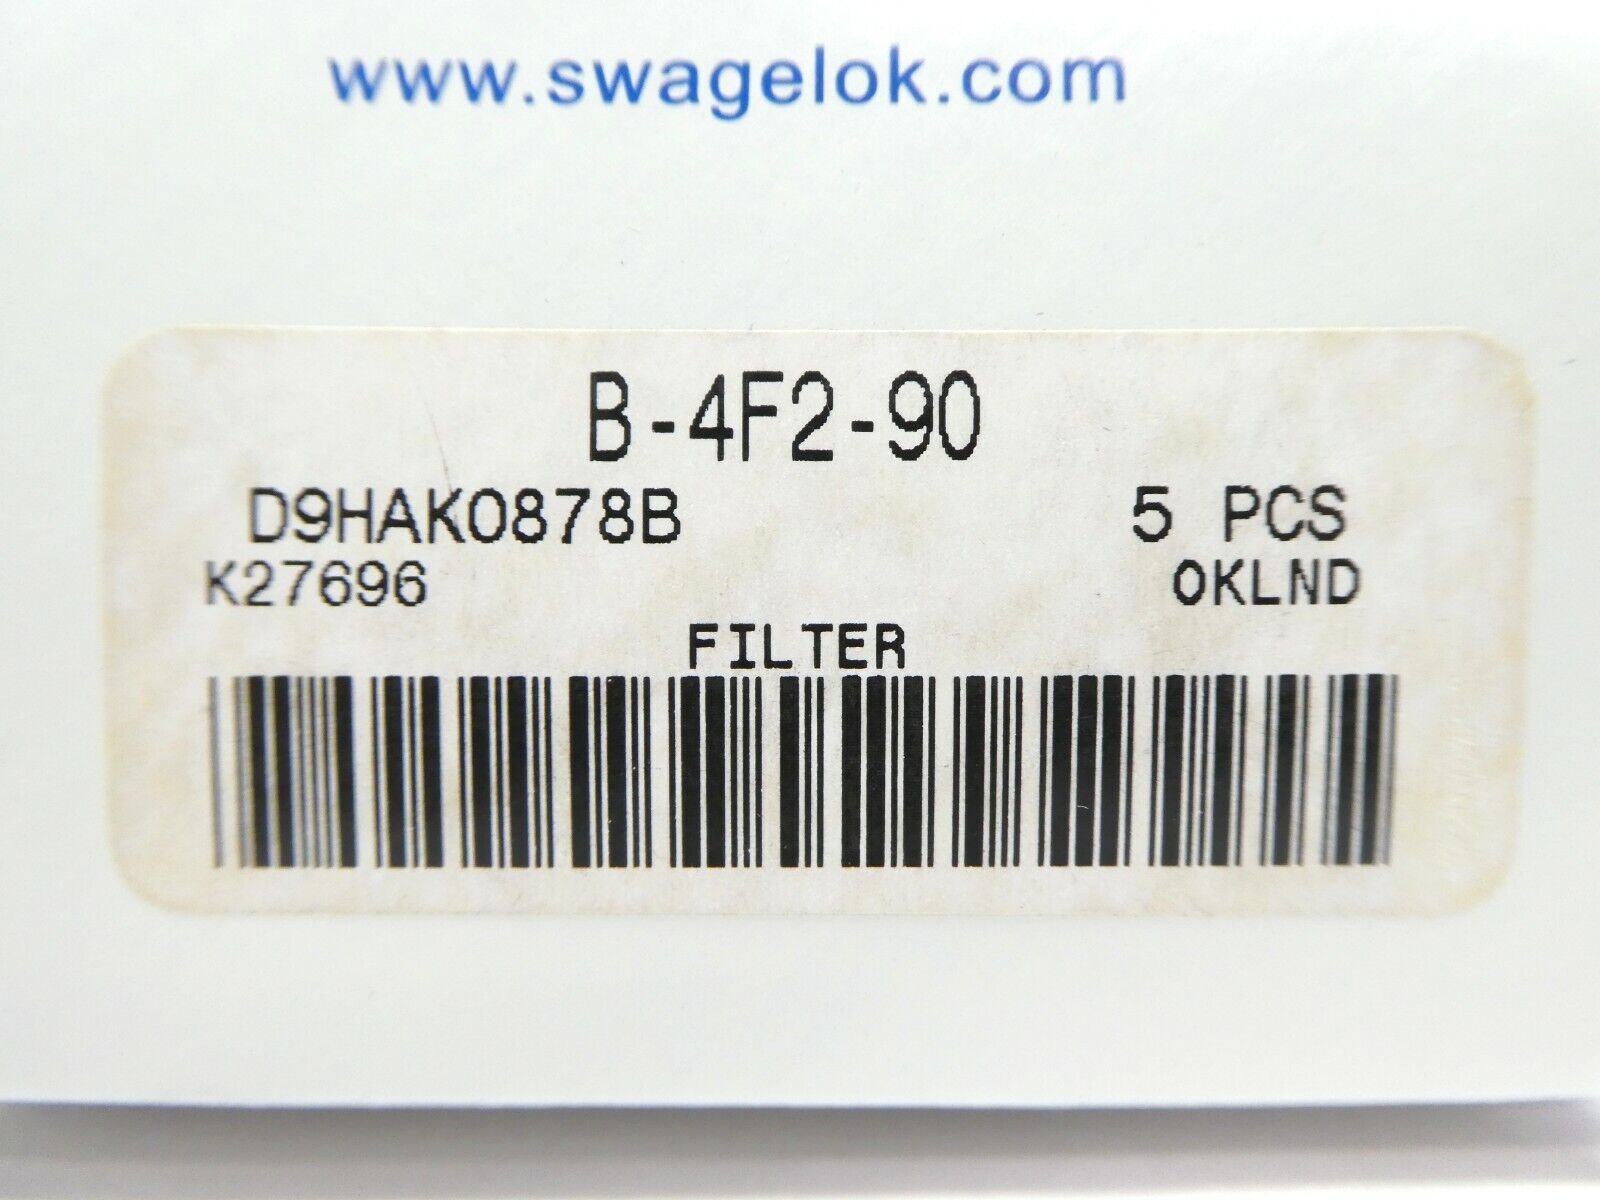 www.swagelok.com
B-4F2-90
D9HAK0878B 5 PCS
K27696 OKLND
FILTER